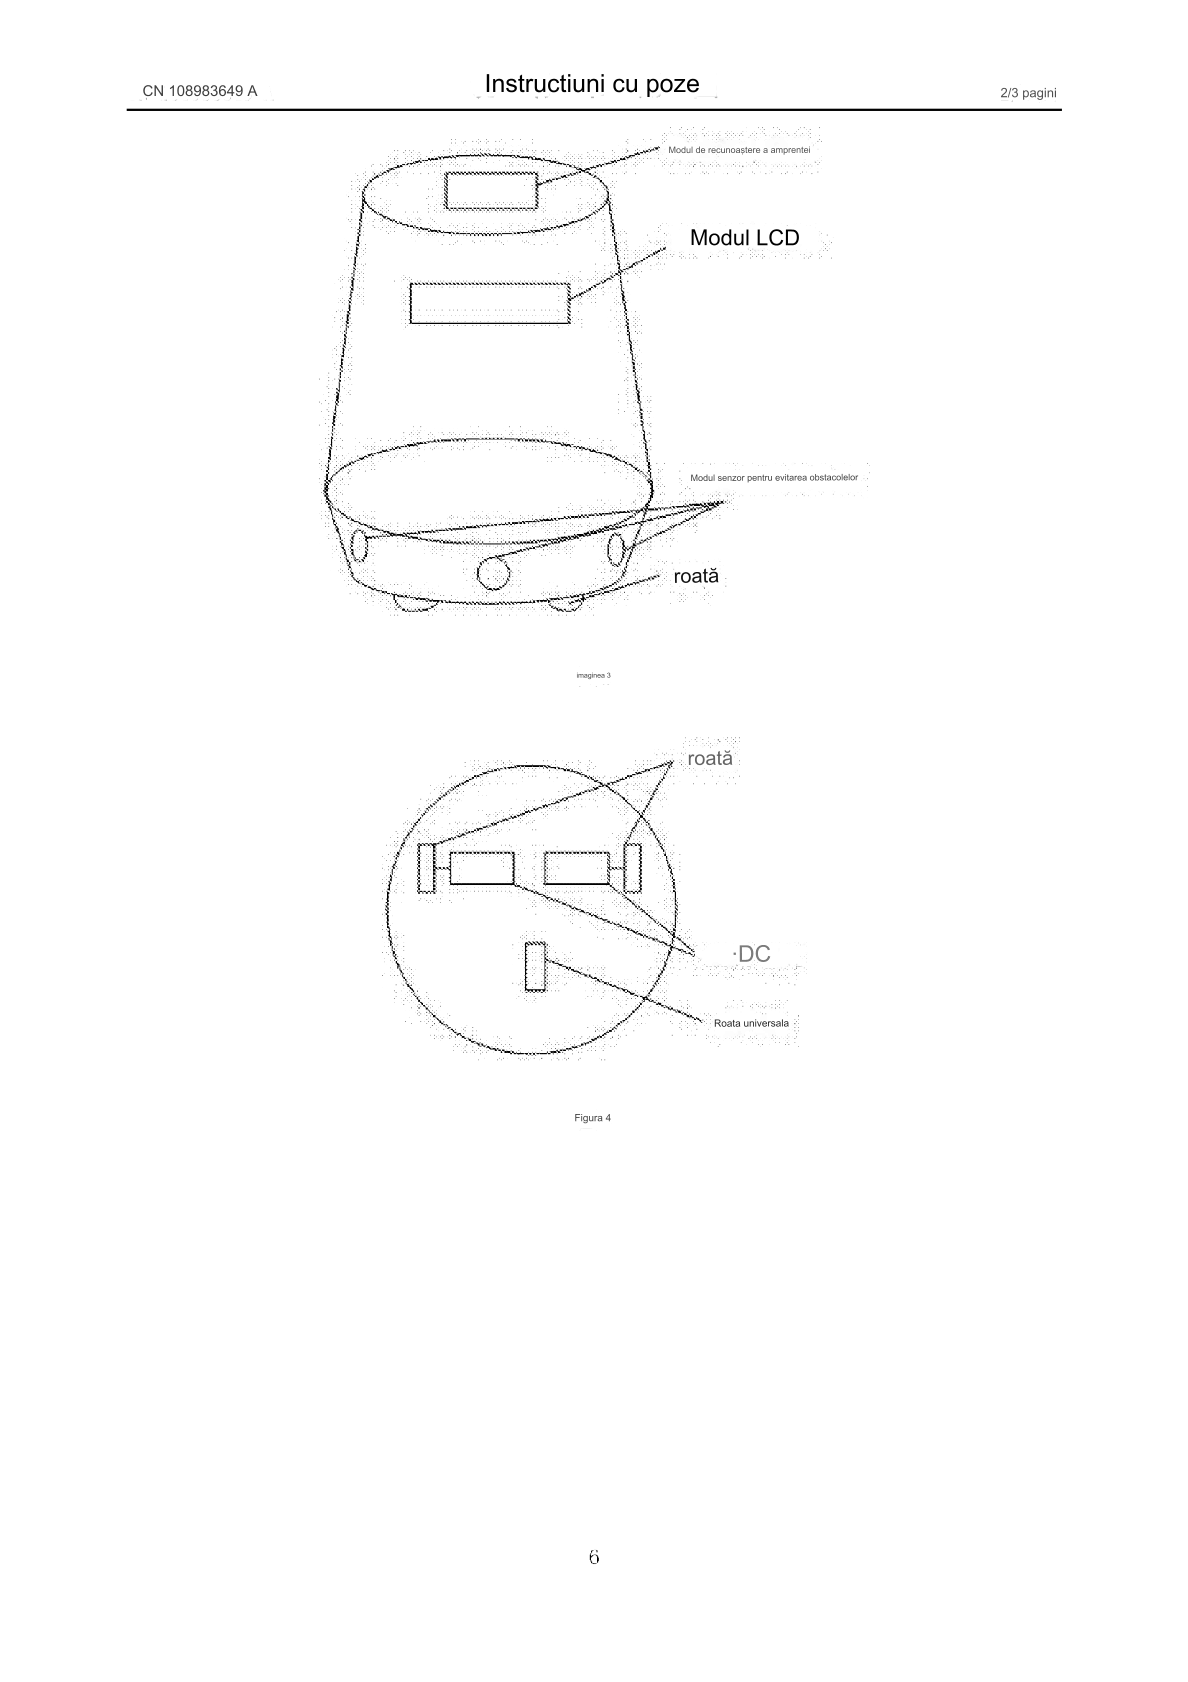 CN 108983649 A
Instructiuni cu poze
2/3 pagini
Modul de recunoaștere a amprentei
Modul LCD
Modul senzor pentru evitarea obstacolelor
roată
imaginea 3
roată
·DC
Roata universala
Figura 4
6